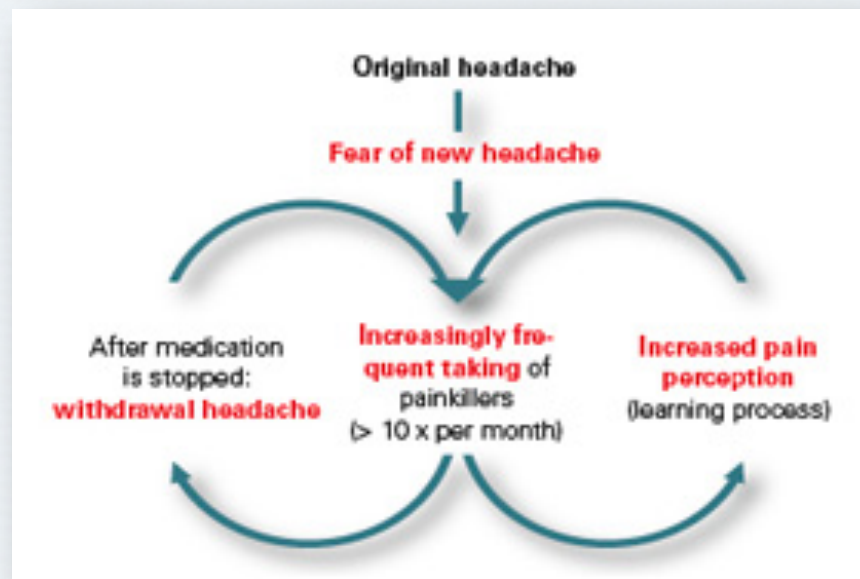 Original headache
Fear of new headache
After medication
is stopped:
withdrawal headache
Increasingly fre-
quent taking of
painkillers
(> 10 x per month)
Increased pain
perception
(learning process)